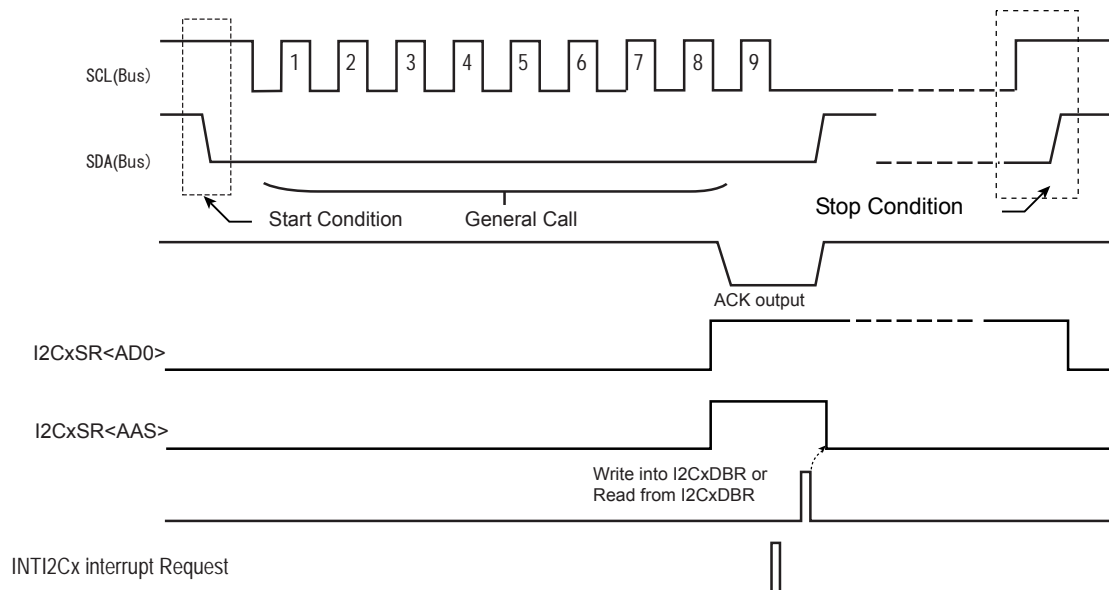 SCL(Bus)
1 2 3 4 5 6 7 8 9
SDA(Bus)
Start Condition
General Call
Stop Condition
ACK output
I2CxSR<AD0>
I2CxSR<AAS>
Write into I2CxDBR or
Read from I2CxDBR
INTI2Cx interrupt Request